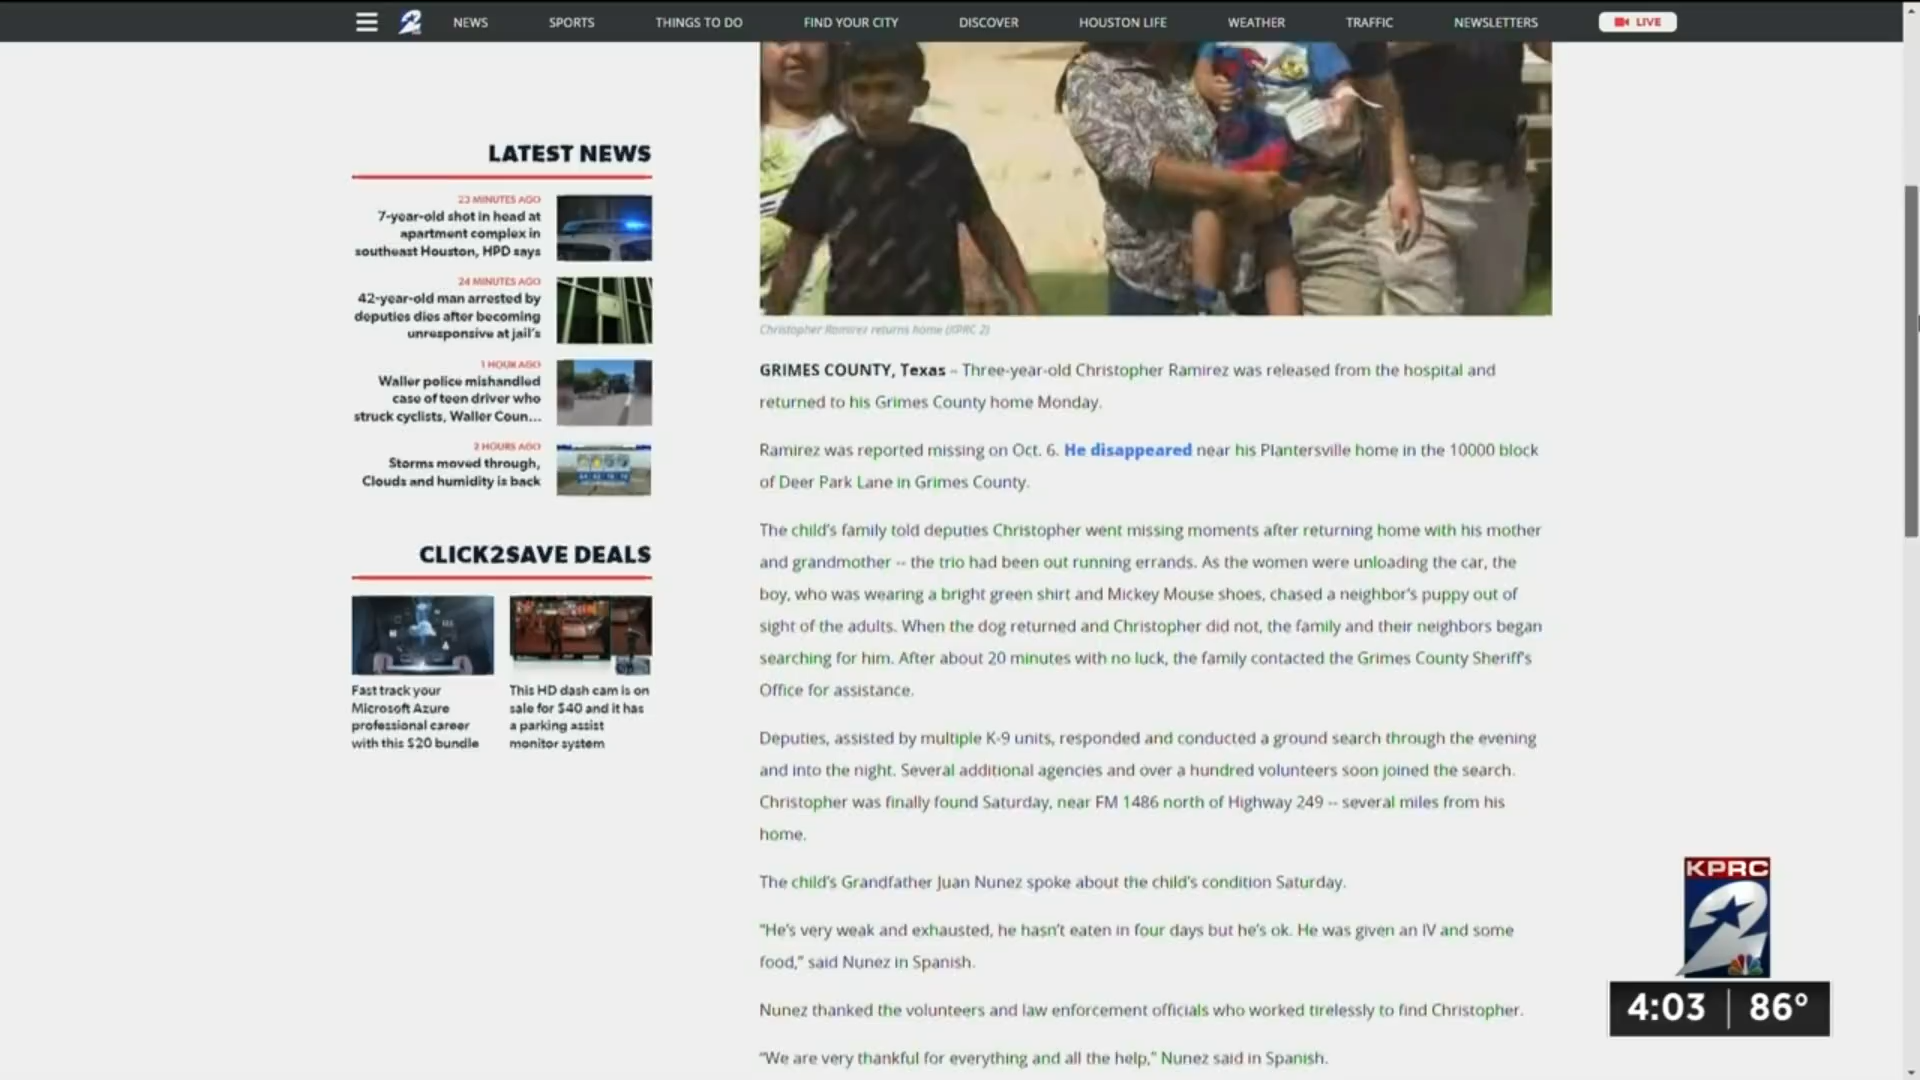 NEWS SPORTS THINGS TO DO FIND YOUR CITY DISCOVER HOUSTON LIFE WEATHER TRAFFIC NEWSLETTERS LIVE
LATEST NEWS
23 MINUTES AGO
7-year-old shot in head at
apartment complex in
southeast Houston, HPD says
24 MINUTES AGO
42-year-old man arrested by
deputies dies after becoming
unresponsive at jail's
1 HOUR AGO
Waller police mishandled
case of teen driver who
struck cyclists, Waller Coun...
2 HOURS AGO
Storms moved through,
Clouds and humidity is back
CLICK2SAVE DEALS
Fast track your
Microsoft Azure
professional career
with this $20 bundle
This HD dash cam is on
sale for $40 and it has
a parking assist
monitor system
Christopher Ramirez returns home (KPRC 2)
GRIMES COUNTY, Texas – Three-year-old Christopher Ramirez was released from the hospital and
returned to his Grimes County home Monday.
Ramirez was reported missing on Oct. 6. He disappeared near his Plantersville home in the 10000 block
of Deer Park Lane in Grimes County.
The child's family told deputies Christopher went missing moments after returning home with his mother
and grandmother -- the trio had been out running errands. As the women were unloading the car, the
boy, who was wearing a bright green shirt and Mickey Mouse shoes, chased a neighbor's puppy out of
sight of the adults. When the dog returned and Christopher did not, the family and their neighbors began
searching for him. After about 20 minutes with no luck, the family contacted the Grimes County Sheriff's
Office for assistance.
Deputies, assisted by multiple K-9 units, responded and conducted a ground search through the evening
and into the night. Several additional agencies and over a hundred volunteers soon joined the search.
Christopher was finally found Saturday, near FM 1486 north of Highway 249 -- several miles from his
home.
The child's Grandfather Juan Nunez spoke about the child's condition Saturday.
"He's very weak and exhausted, he hasn't eaten in four days but he's ok. He was given an IV and some
food," said Nunez in Spanish.
Nunez thanked the volunteers and law enforcement officials who worked tirelessly to find Christopher.
"We are very thankful for everything and all the help," Nunez said in Spanish.
KPRC
2
4:03 86°